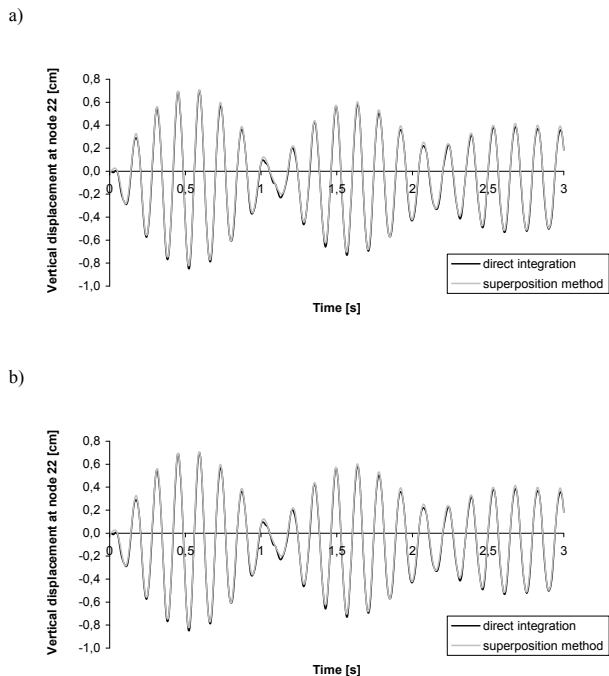 a)
Vertical displacement at node 22 [cm]
0,8
0,6
0,4
0,2
0,0
-0,2
-0,4
-0,6
-0,8
-1,0
0 0,5 1 1,5 2 2,5 3
direct integration
superposition method
Time [s]
b)
Vertical displacement at node 22 [cm]
0,8
0,6
0,4
0,2
0,0
-0,2
-0,4
-0,6
-0,8
-1,0
0 0,5 1 1,5 2 2,5 3
direct integration
superposition method
Time [s]